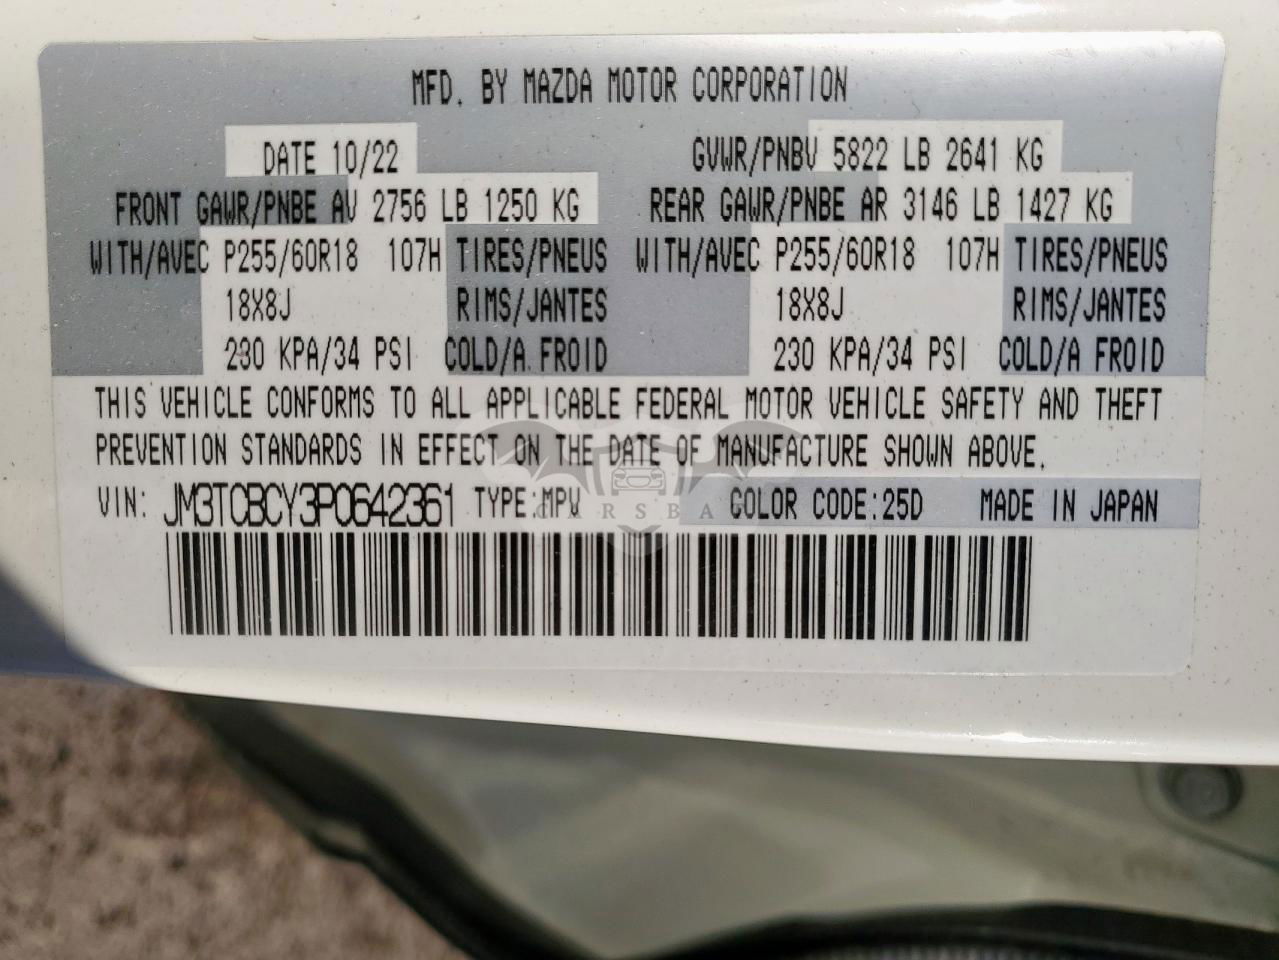 MFD. BY MAZDA MOTOR CORPORATION
DATE 10/22 GVWR/PNBV 5822 LB 2641 KG
FRONT GAWR/PNBE AV 2756 LB 1250 KG REAR GAWR/PNBE AR 3146 LB 1427 KG
WITH/AVEC P255/60R18 107H TIRES/PNEUS WITH/AVEC P255/60R18 107H TIRES/PNEUS
18X8J RIMS/JANTES 18X8J RIMS/JANTES
230 KPA/34 PSI COLD/A FROID 230 KPA/34 PSI COLD/A FROID
THIS VEHICLE CONFORMS TO ALL APPLICABLE FEDERAL MOTOR VEHICLE SAFETY AND THEFT
PREVENTION STANDARDS IN EFFECT ON THE DATE OF MANUFACTURE SHOWN ABOVE.
VIN: JM3TCBCY3P0642361 TYPE:MPV COLOR CODE:25D MADE IN JAPAN